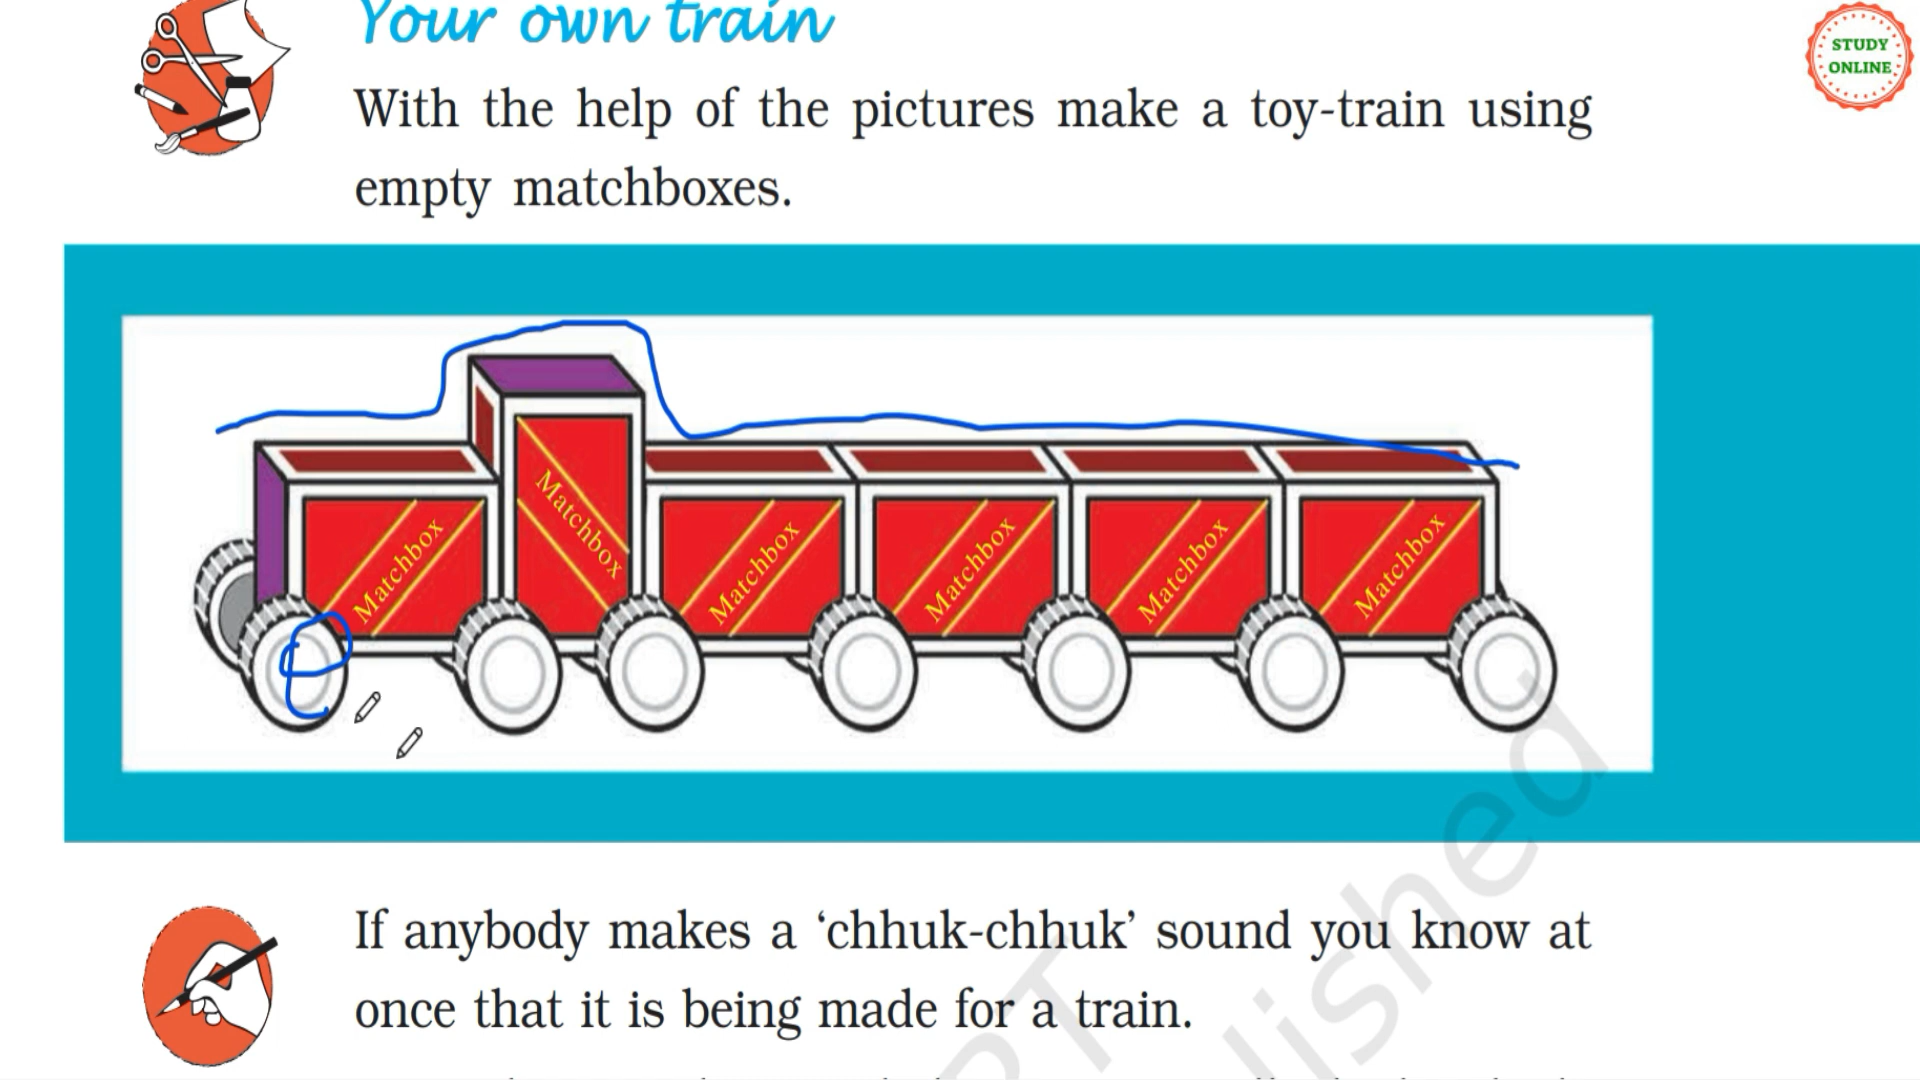 Your own train
STUDY
ONLINE
With the help of the pictures make a toy-train using
empty matchboxes.
Matchbox
Matchbox
Matchbox
Matchbox
Matchbox
Matchbox
If anybody makes a ‘chhuk-chhuk’ sound you know at
once that it is being made for a train.